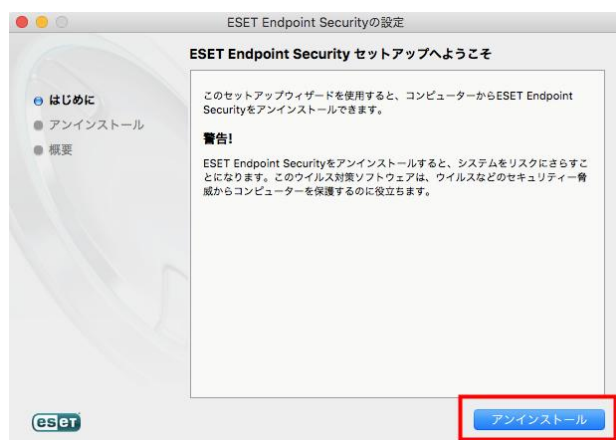 ESET Endpoint Securityの設定
ESET Endpoint Security セットアップへようこそ
はじめに
アンインストール
概要
このセットアップウィザードを使用すると、コンピューターからESET Endpoint
Securityをアンインストールできます。
警告!
ESET Endpoint Securityをアンインストールすると、システムをリスクにさらすこ
とになります。このウイルス対策ソフトウェアは、ウイルスなどのセキュリティー脅
威からコンピューターを保護するのに役立ちます。
eseT
アンインストール